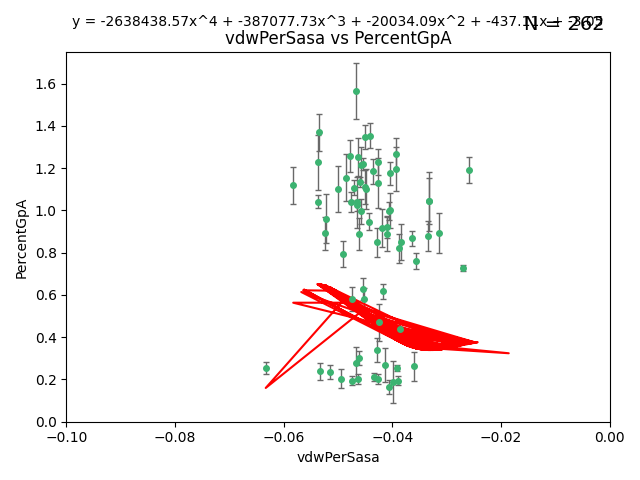 y = -2638438.57x^4 + -387077.73x^3 + -20034.09x^2 + -437.11x +
N = 262
vdwPerSasa vs PercentGpA
1.6
1.4
1.2
1.0
0.8
0.6
0.4
0.2
0.0
PercentGpA
−0.10 −0.08 −0.06 −0.04 −0.02 0.00
vdwPerSasa